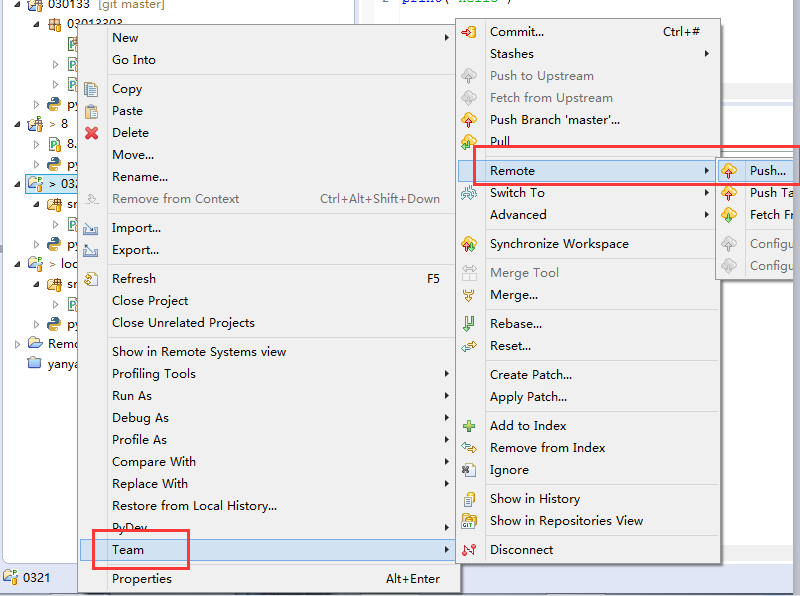 030133 [git master]
03013303
New
Go Into
Copy
Paste
Delete
Move...
Rename...
Remove from Context Ctrl+Alt+Shift+Down
Import...
Export...
Refresh F5
Close Project
Close Unrelated Projects
Show in Remote Systems view
Profiling Tools
Run As
Debug As
Profile As
Compare With
Replace With
Restore from Local History...
PyDev
Team
Properties Alt+Enter
Commit... Ctrl+#
Stashes
Push to Upstream
Fetch from Upstream
Push Branch 'master'...
Pull
Remote
Switch To
Advanced
Synchronize Workspace
Merge Tool
Merge...
Rebase...
Reset...
Create Patch...
Apply Patch...
Add to Index
Remove from Index
Ignore
Show in History
Show in Repositories View
Disconnect
Push...
Push Ta
Fetch Fr
Configu
Configu
py
> 8
8.
py
> 032
sr
py
> loc
sr
py
Remo
yanya
0321